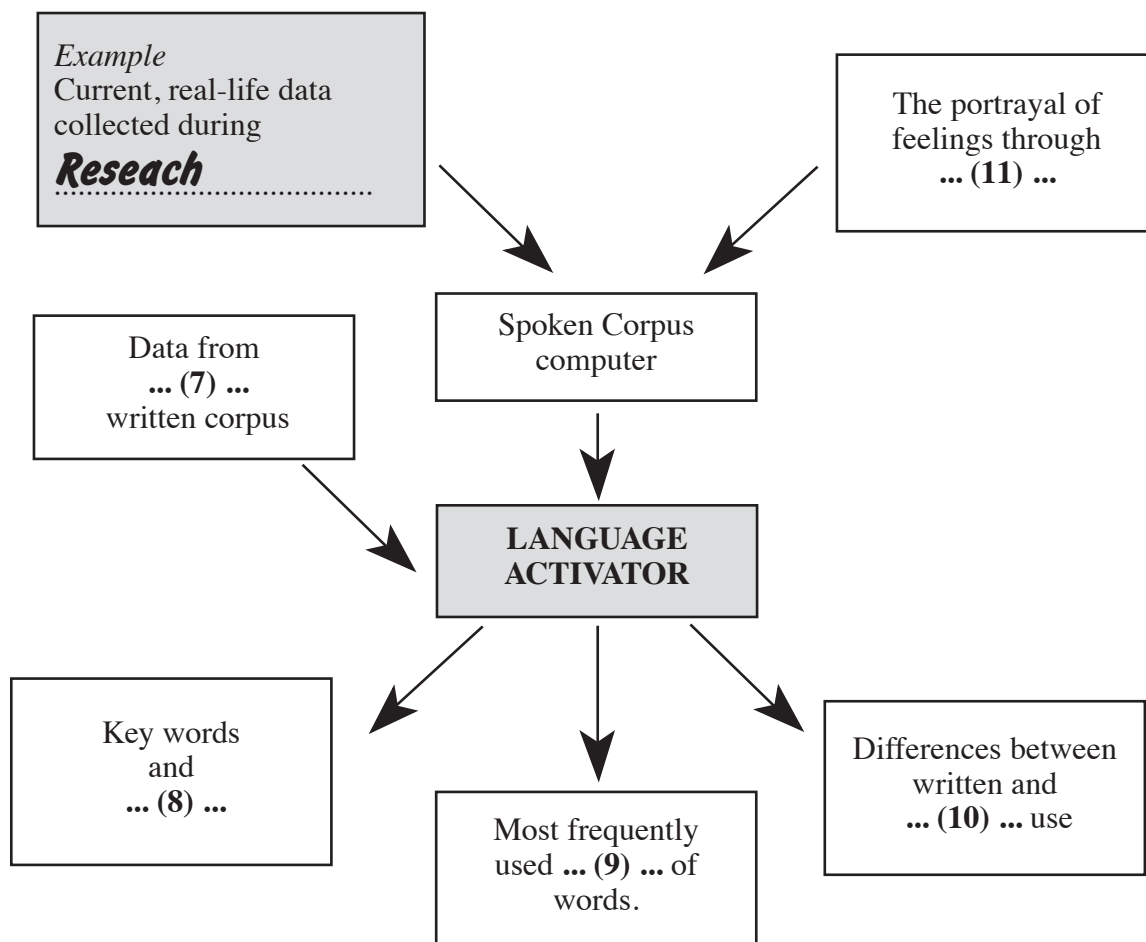 Example
Current, real-life data
collected during
Reseach
The portrayal of
feelings through
... (11) ...
Spoken Corpus
computer
Data from
... (7) ...
written corpus
LANGUAGE
ACTIVATOR
Key words
and
... (8) ...
Most frequently
used ... (9) ... of
words.
Differences between
written and
... (10) ... use